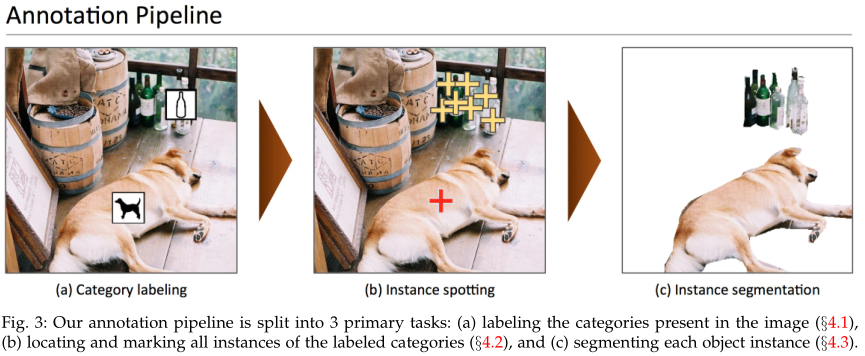 Annotation Pipeline
(a) Category labeling
(b) Instance spotting
(c) Instance segmentation
Fig. 3: Our annotation pipeline is split into 3 primary tasks: (a) labeling the categories present in the image (§4.1),
(b) locating and marking all instances of the labeled categories (§4.2), and (c) segmenting each object instance (§4.3).